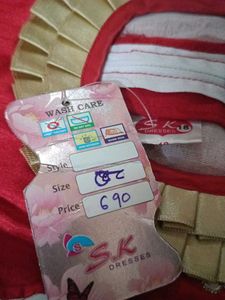 WASH CARE
Style
Size
Price 690
S.K
DRESSES
S.K
DRESSES